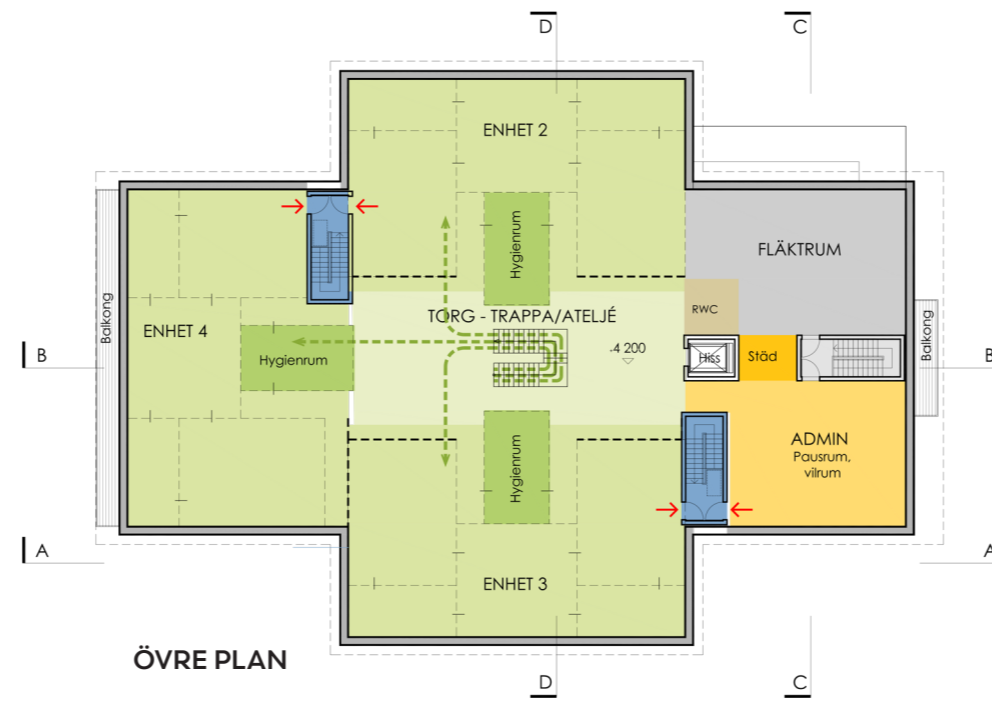 D
C
ENHET 2
Hygienrum
FLÄKTRUM
Balkong
ENHET 4
TORG - TRAPPA/ATELJÉ
RWC
Balkong
B
Hygienrum
-4 200
Hiss
Städ
B
Hygienrum
ADMIN
Pausrum,
vilrum
A
A
ENHET 3
ÖVRE PLAN
D
C